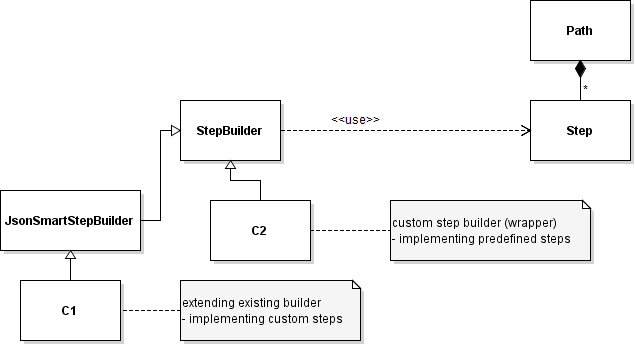 Path
*
StepBuilder
<<use>>
Step
JsonSmartStepBuilder
C2
custom step builder (wrapper)
- implementing predefined steps
C1
extending existing builder
- implementing custom steps